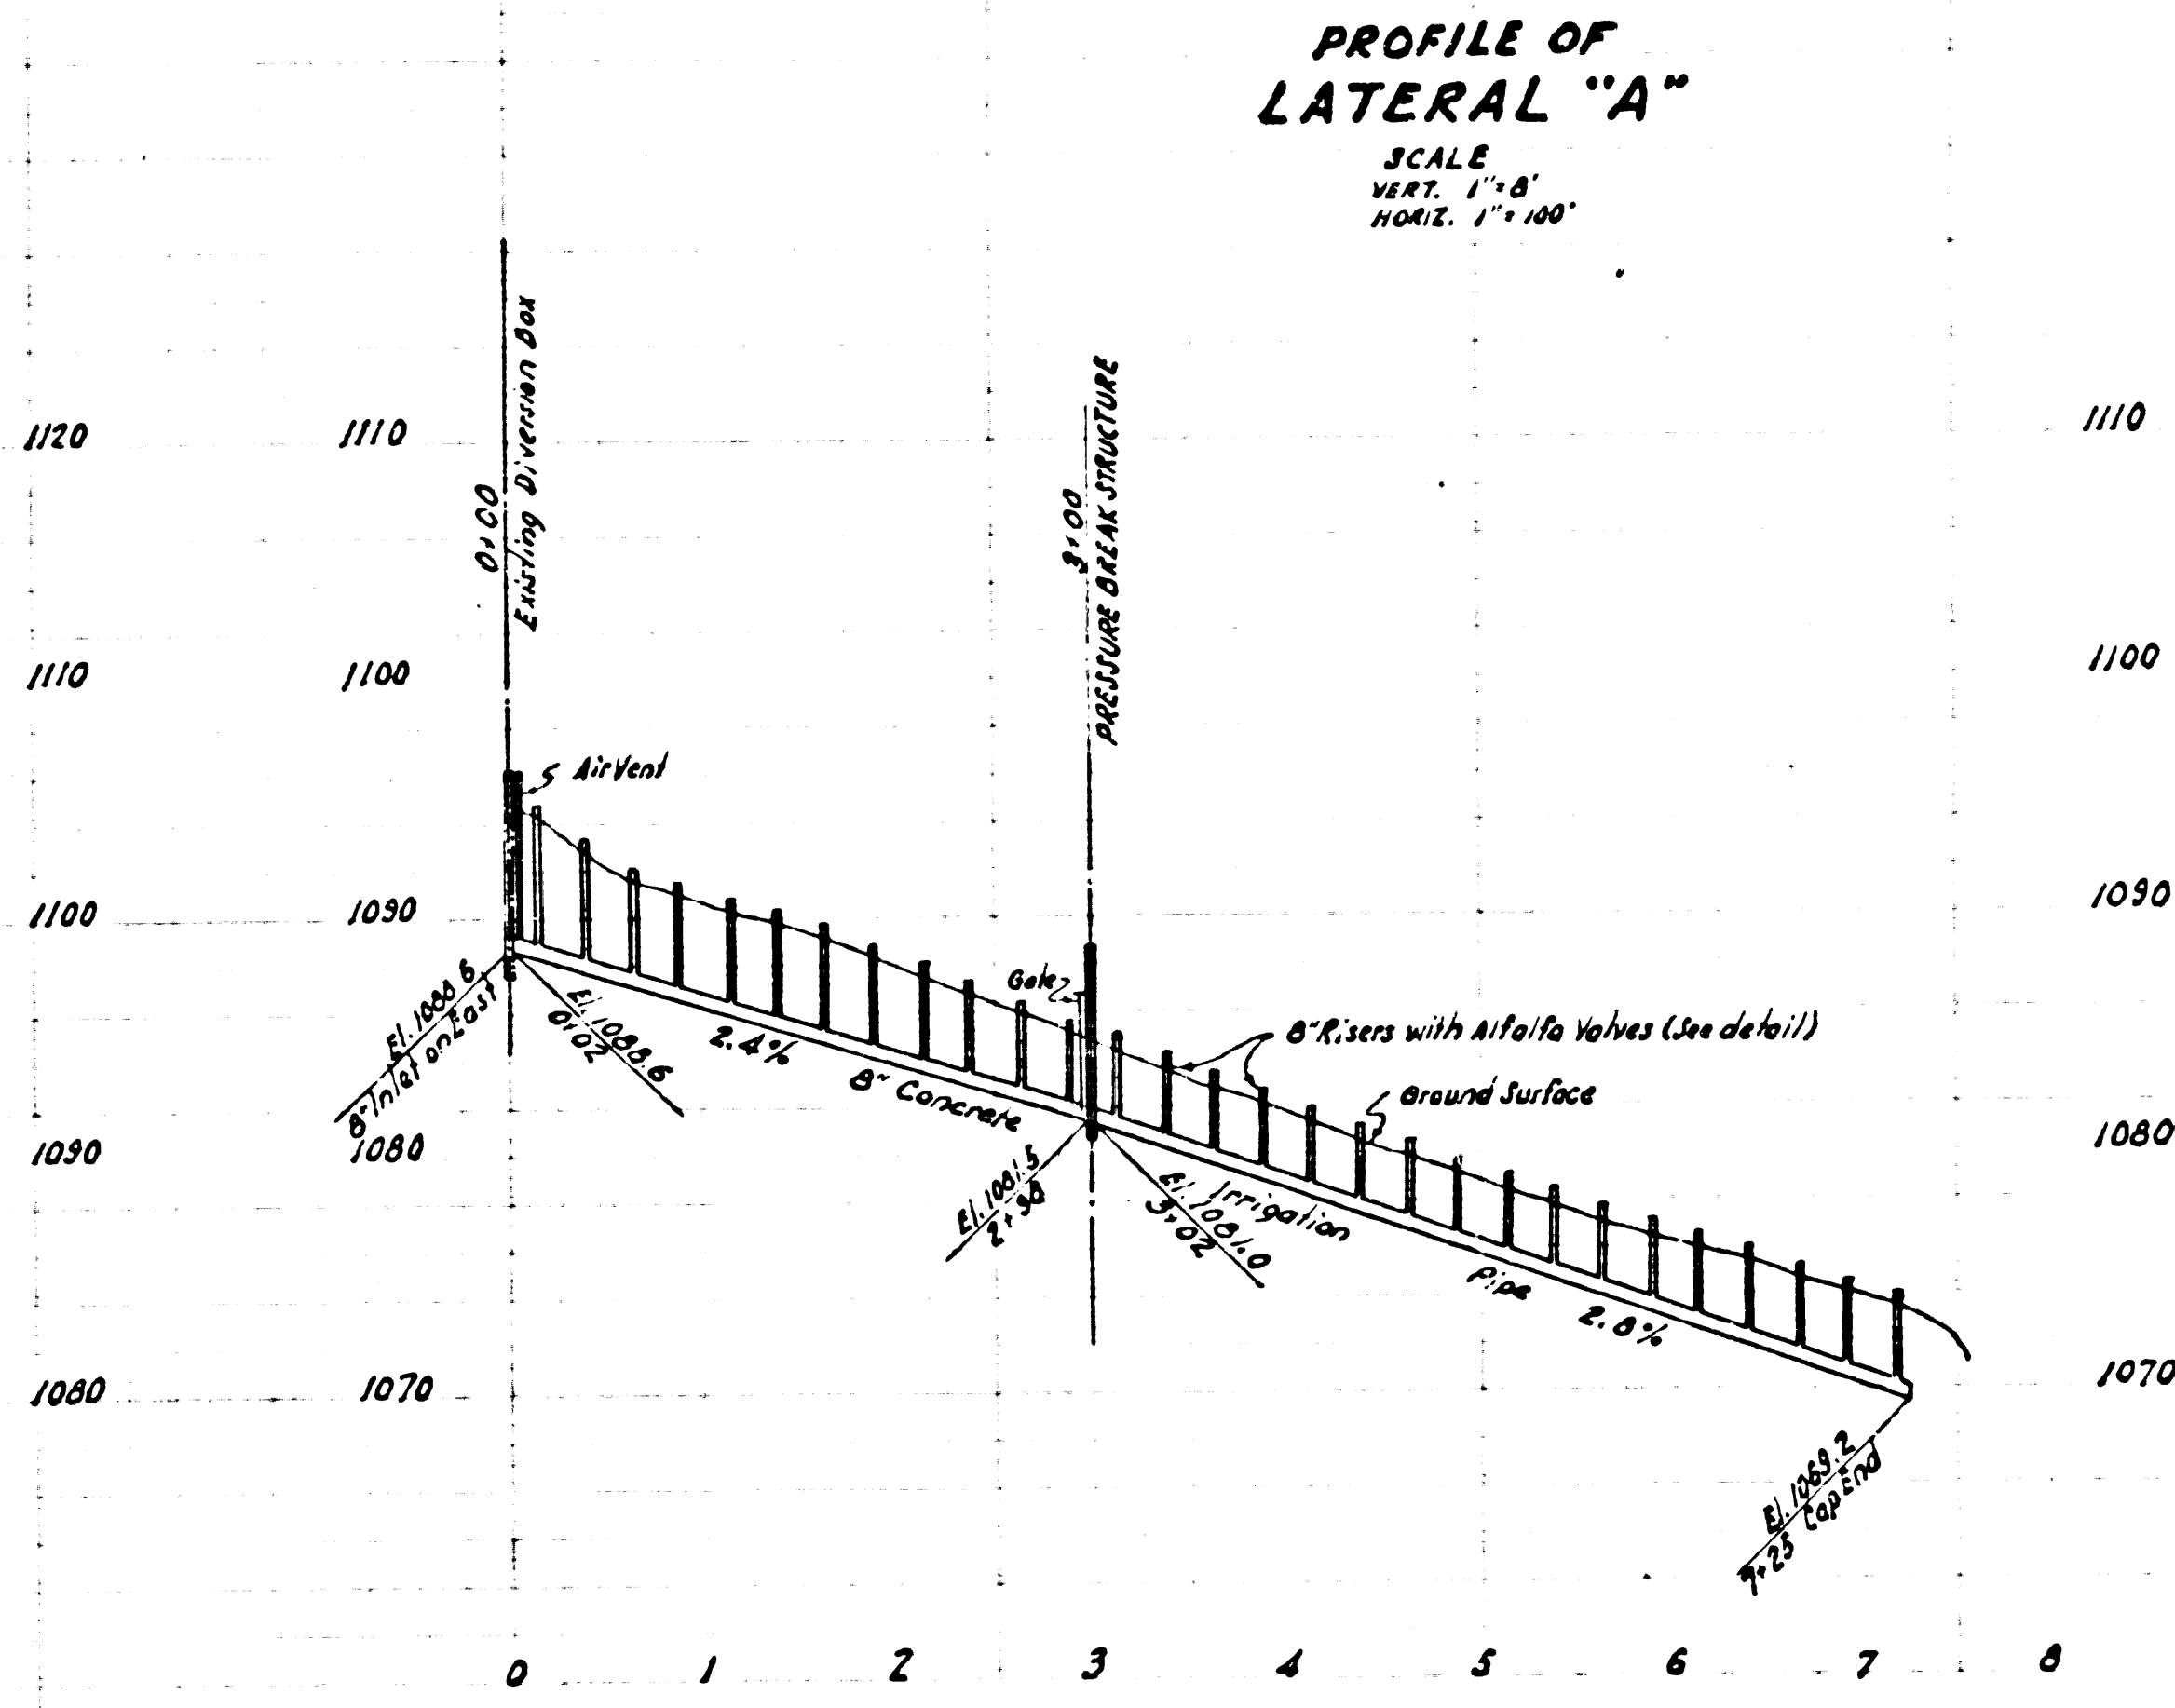 PROFILE OF
LATERAL "A"
SCALE
VERT. 1"=8'
HORIZ. 1"=100'
0+00
Existing Diversion Box
3+00
PRESSURE BREAK STRUCTURE
1120
1110
1110
1110
1100
1100
Air Vent
1100
1090
1090
El. 1088.6
8" Inlet on East
El. 1088.6
0+02
2.4%
8" Concrete
Gate
8" Risers with Alfalfa Valves (See detail)
Ground Surface
1090
1080
1080
El. 1081.5
2+98
El. 1081.0
3+02
Irrigation
Pipe
2.8%
1080
1070
1070
El. 1069.2
7+25 Cap End
0 1 2 3 4 5 6 7 8